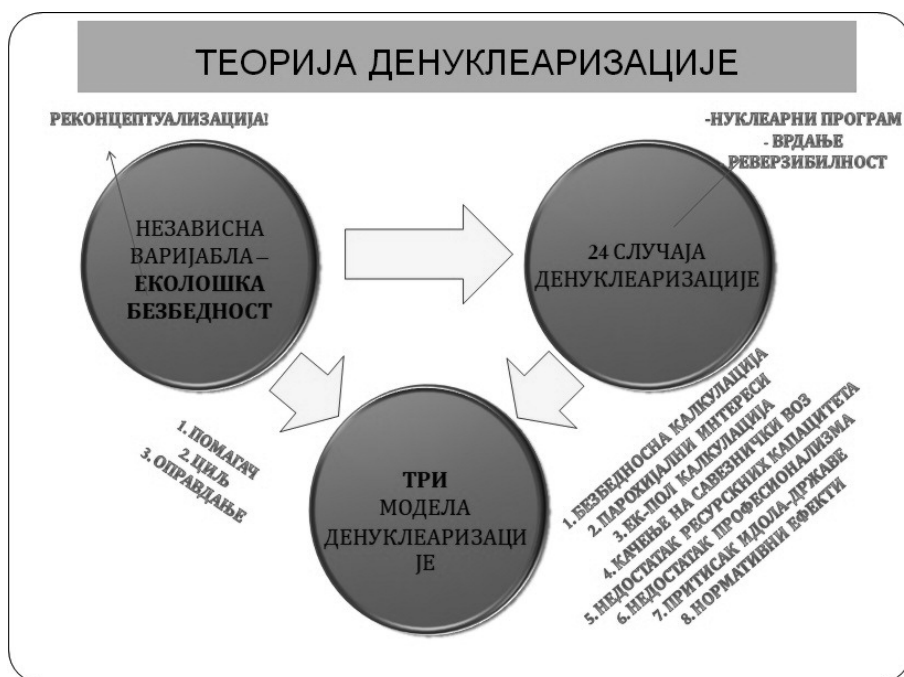 ТЕОРИЈА ДЕНУКЛЕАРИЗАЦИЈЕ
РЕКОНЦЕПТУАЛИЗАЦИЈА!
-НУКЛЕАРНИ ПРОГРАМ
- ВРДАЊЕ
РЕВЕРЗИБИЛНОСТ
НЕЗАВИСНА
ВАРИЈАБЛА –
ЕКОЛОШКА
БЕЗБЕДНОСТ
24 СЛУЧАЈА
ДЕНУКЛЕАРИЗАЦИЈЕ
1. ПОМАГАЧ
2. ЦИЉ
3. ОПРАВДАЊЕ
ТРИ
МОДЕЛА
ДЕНУКЛЕАРИЗАЦИ
ЈЕ
1. БЕЗБЕДНОСНА КАЛКУЛАЦИЈА
2. ПАРОХИЈАЛНИ ИНТЕРЕСИ
3. ЕК-ПОЛ КАЛКУЛАЦИЈА
4. КАЧЕЊЕ НА САВЕЗНИЧКИ ВОЗ
5. НЕДОСТАТАК РЕСУРСКНИХ КАПАЦИТЕТА
6. НЕДОСТАТАК ПРОФЕСИОНАЛИЗМА
7. ПРИТИСАК ИДОЛА-ДРЖАВЕ
8. НОРМАТИВНИ ЕФЕКТИ